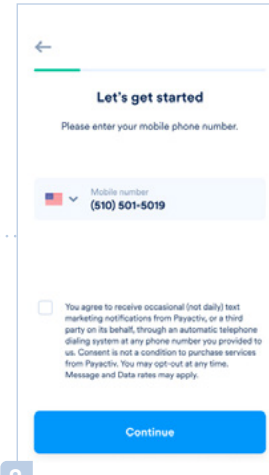 Let's get started
Please enter your mobile phone number.
Mobile number
(510) 501-5019
You agree to receive occasional (not daily) text
marketing notifications from Payactiv, or a third
party on its behalf, through an automatic telephone
dialing system at any phone number you provided to
us. Consent is not a condition to purchase services
from Payactiv. You may opt-out at any time.
Message and Data rates may apply.
Continue